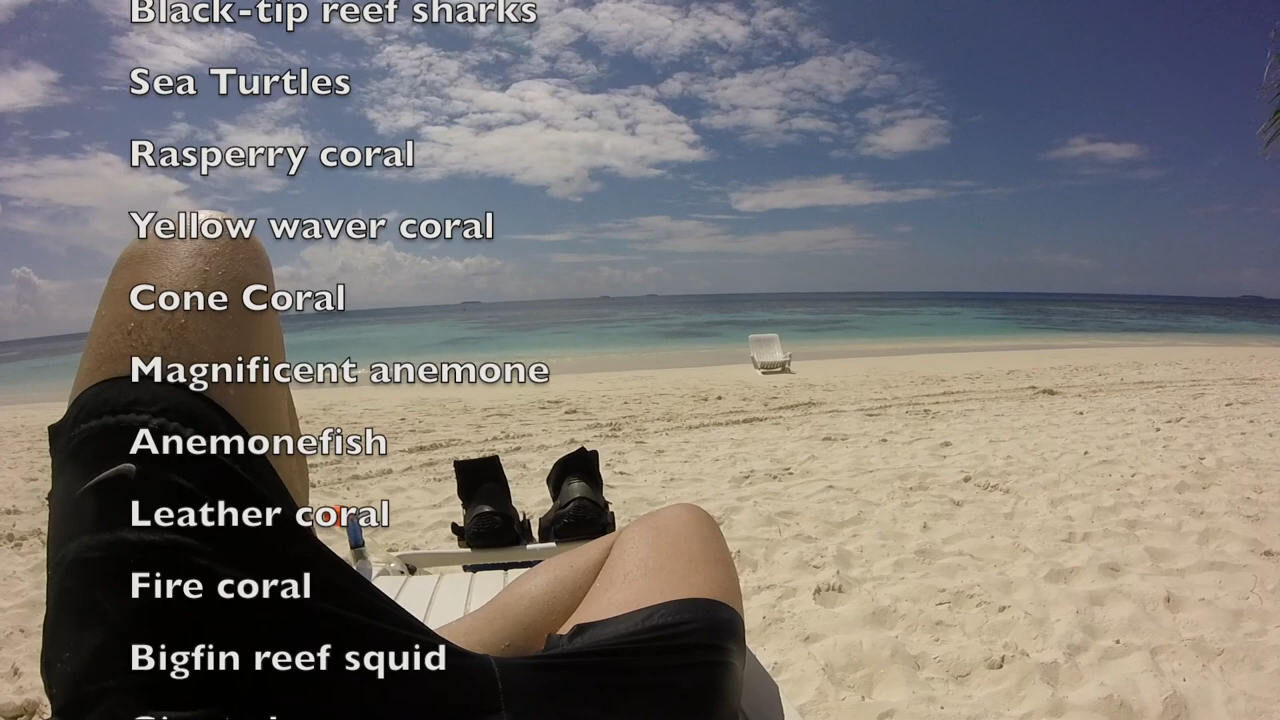 Black-tip reef sharks
Sea Turtles
Rasperry coral
Yellow waver coral
Cone Coral
Magnificent anemone
Anemonefish
Leather coral
Fire coral
Bigfin reef squid